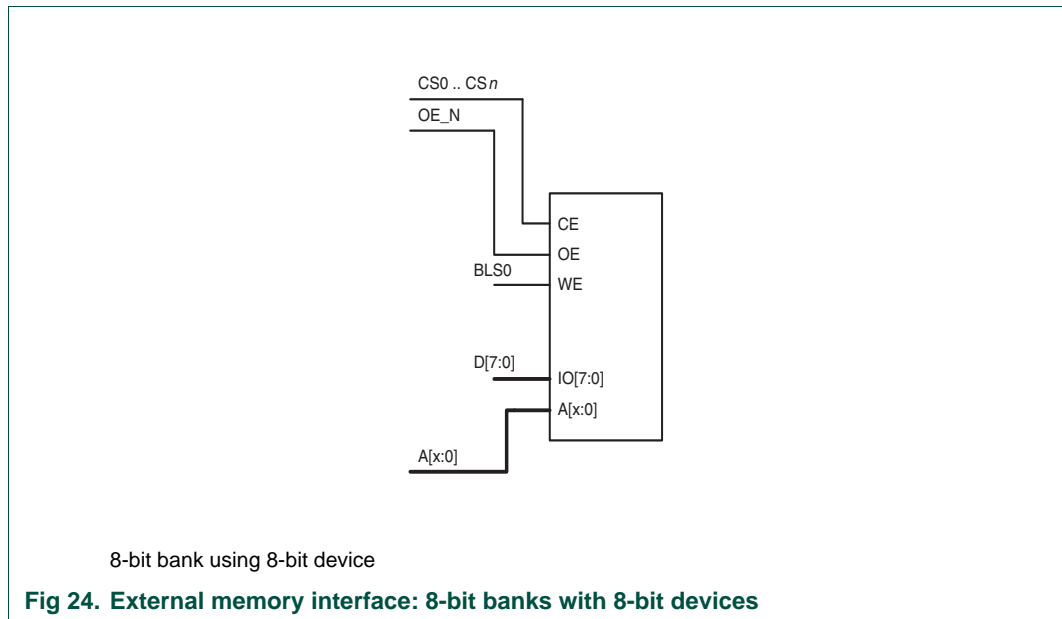 CS0 .. CSn
OE_N
CE
OE
BLS0
WE
D[7:0]
IO[7:0]
A[x:0]
A[x:0]
8-bit bank using 8-bit device
Fig 24. External memory interface: 8-bit banks with 8-bit devices